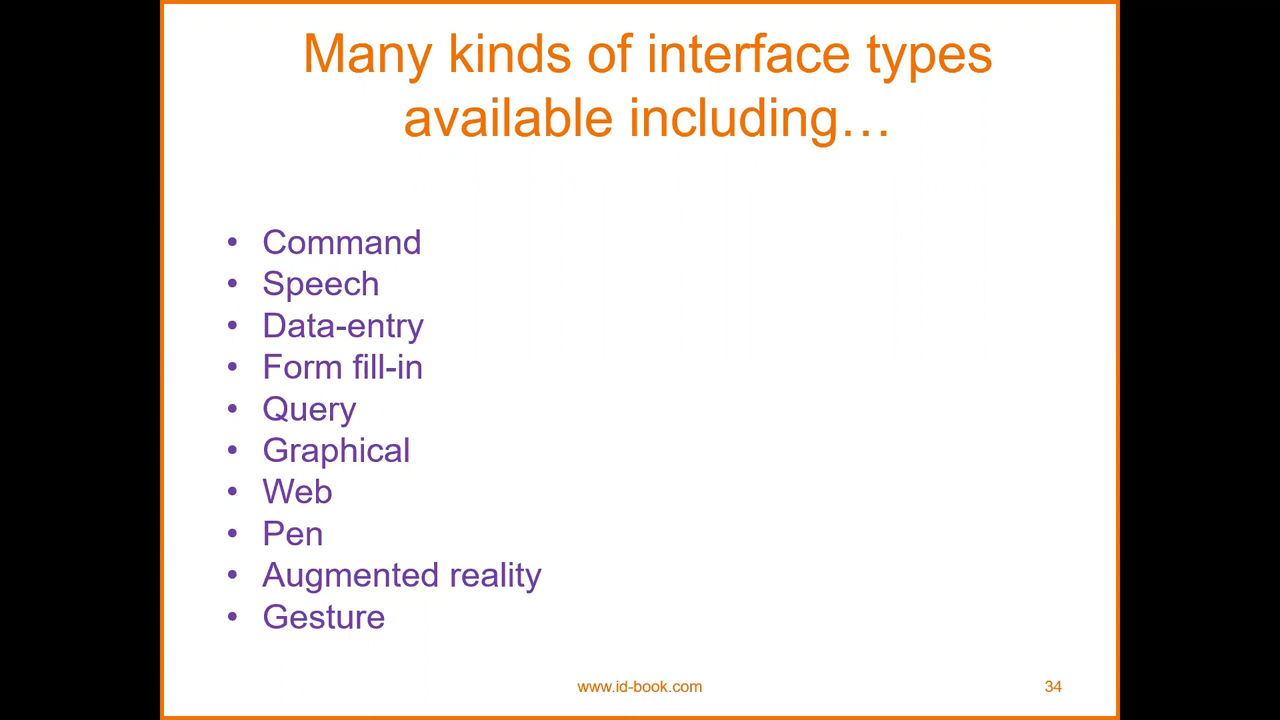 Many kinds of interface types
available including…
• Command
• Speech
• Data-entry
• Form fill-in
• Query
• Graphical
• Web
• Pen
• Augmented reality
• Gesture
www.id-book.com
34